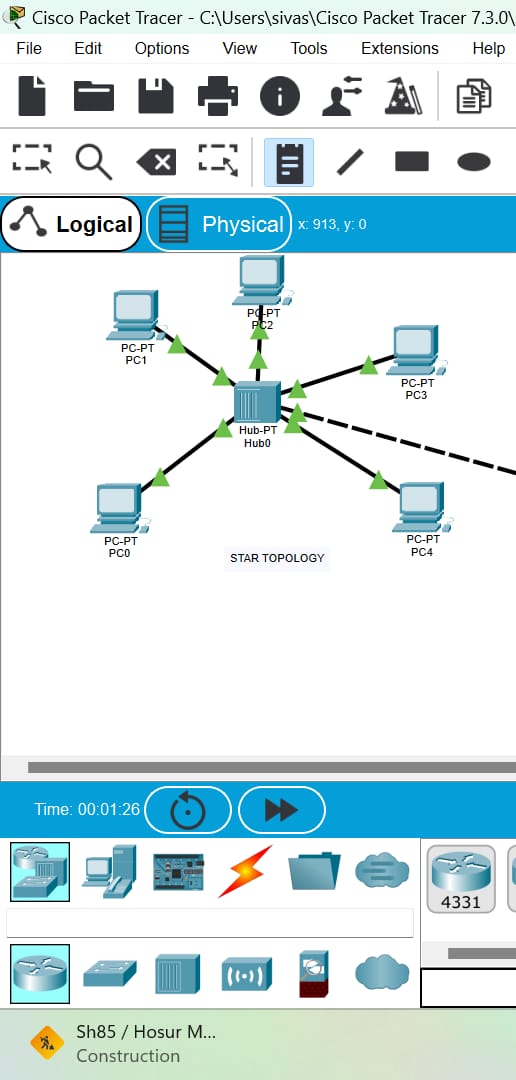 Cisco Packet Tracer - C:\Users\sivas\Cisco Packet Tracer 7.3.0\
File Edit Options View Tools Extensions Help
Logical Physical x: 913, y: 0
PC-PT
PC2
PC-PT
PC1
PC-PT
PC3
Hub-PT
Hub0
PC-PT
PC0
PC-PT
PC4
STAR TOPOLOGY
Time: 00:01:26
4331
Sh85 / Hosur M...
Construction